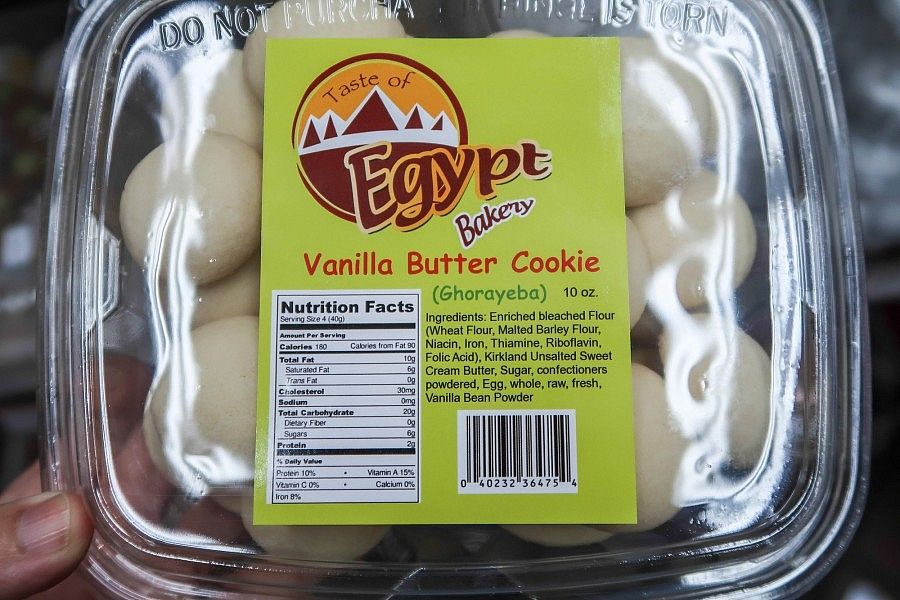 DO NOT PURCHA IS TORN
Taste of
Egypt
Bakery
Vanilla Butter Cookie
(Ghorayeba) 10 oz.
Nutrition Facts
Serving Size 4 (40g)
Amount Per Serving
Calories 180 Calories from Fat 90
Total Fat 10g
Saturated Fat 6g
Trans Fat 0g
Cholesterol 30mg
Sodium 0mg
Total Carbohydrate 20g
Dietary Fiber 0g
Sugars 6g
Protein 2g
% Daily Value
Protein 10% • Vitamin A 15%
Vitamin C 0% • Calcium 0%
Iron 8%
Ingredients: Enriched bleached Flour
(Wheat Flour, Malted Barley Flour,
Niacin, Iron, Thiamine, Riboflavin,
Folic Acid), Kirkland Unsalted Sweet
Cream Butter, Sugar, confectioners
powdered, Egg, whole, raw, fresh,
Vanilla Bean Powder
0 40232 36475 4